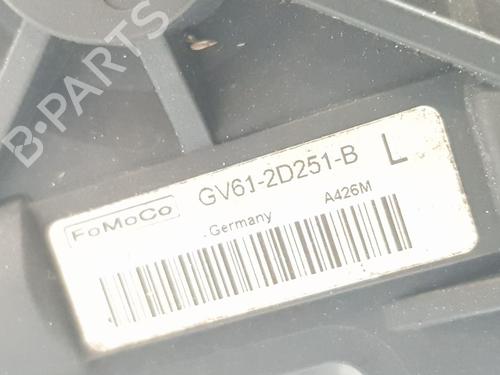 B-PARTS
FoMoCo GV61-2D251-B L
Germany A426M